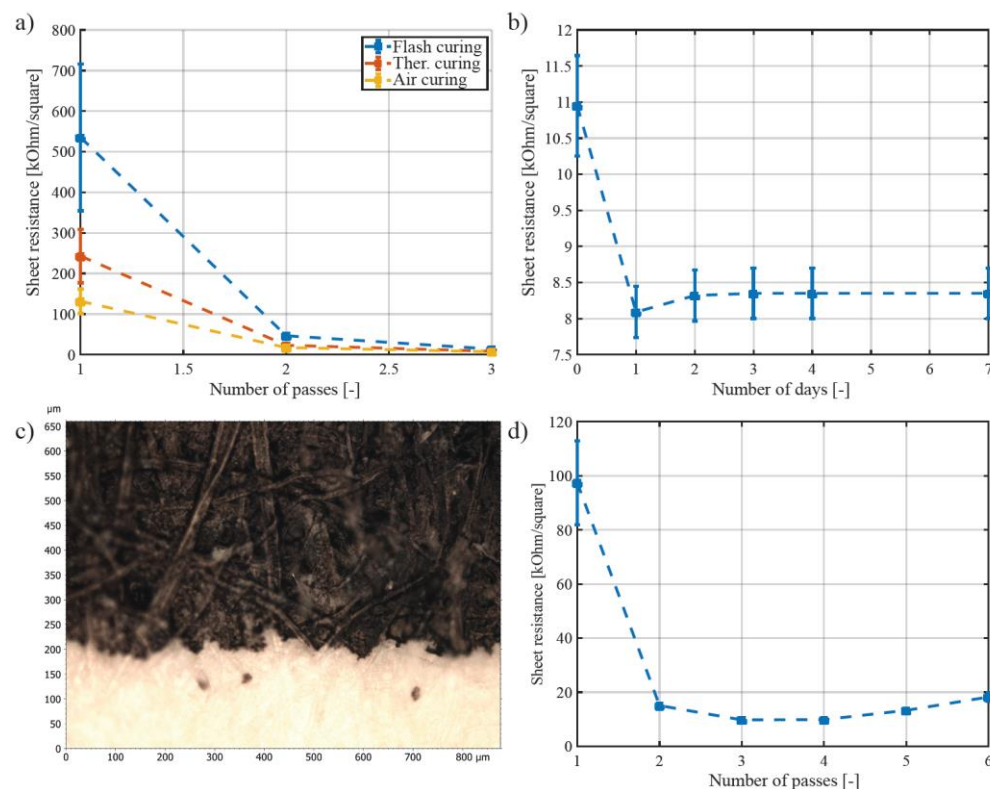 a)
800
700
600
500
400
300
200
100
0
Sheet resistance [kOhm/square]
1
1.5
2
2.5
3
Number of passes [-]
Flash curing
Ther. curing
Air curing
b)
12
11.5
11
10.5
10
9.5
9
8.5
8
7.5
Sheet resistance [kOhm/square]
0 1 2 3 4 5 6 7
Number of days [-]
c)
µm
650
600
550
500
450
400
350
300
250
200
150
100
50
0
0 100 200 300 400 500 600 700 800 µm
d)
120
100
80
60
40
20
0
Sheet resistance [kOhm/square]
1 2 3 4 5 6
Number of passes [-]